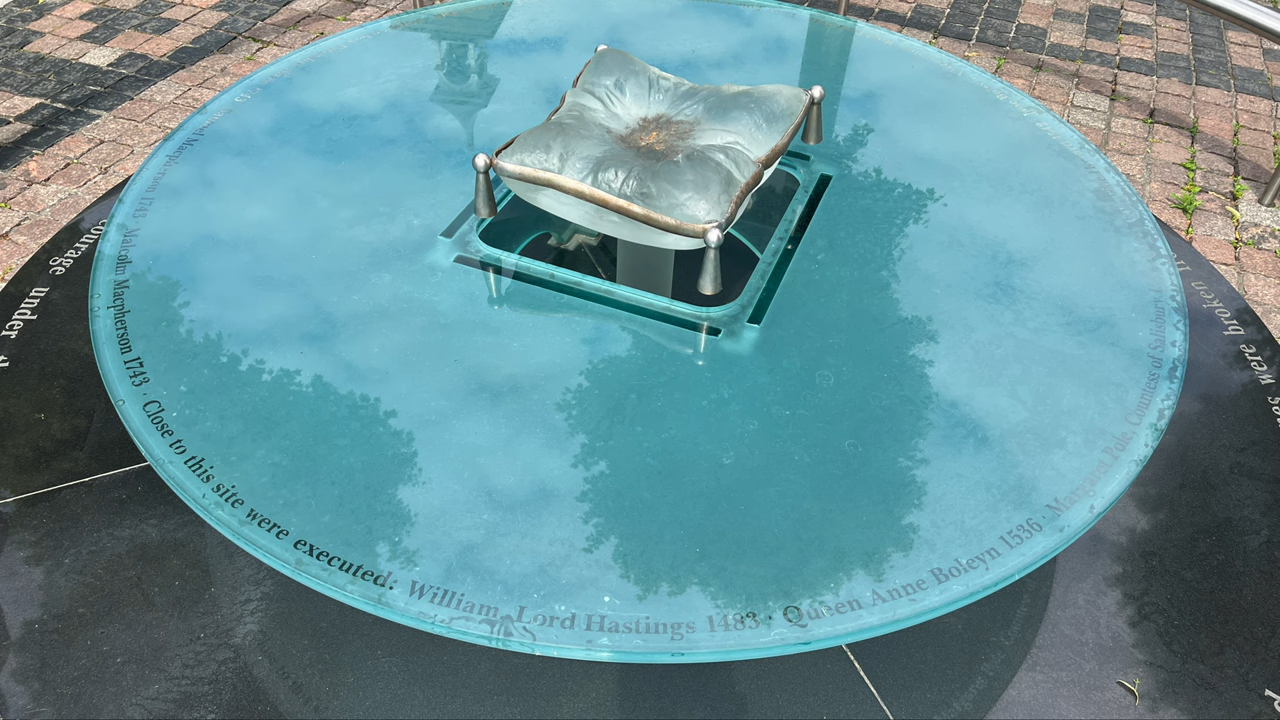 Malcolm Macpherson 1743 · Close to this site were executed: William, Lord Hastings 1483 · Queen Anne Boleyn 1536 · Margaret Pole, Countess of Salisbury
courage under
were broken